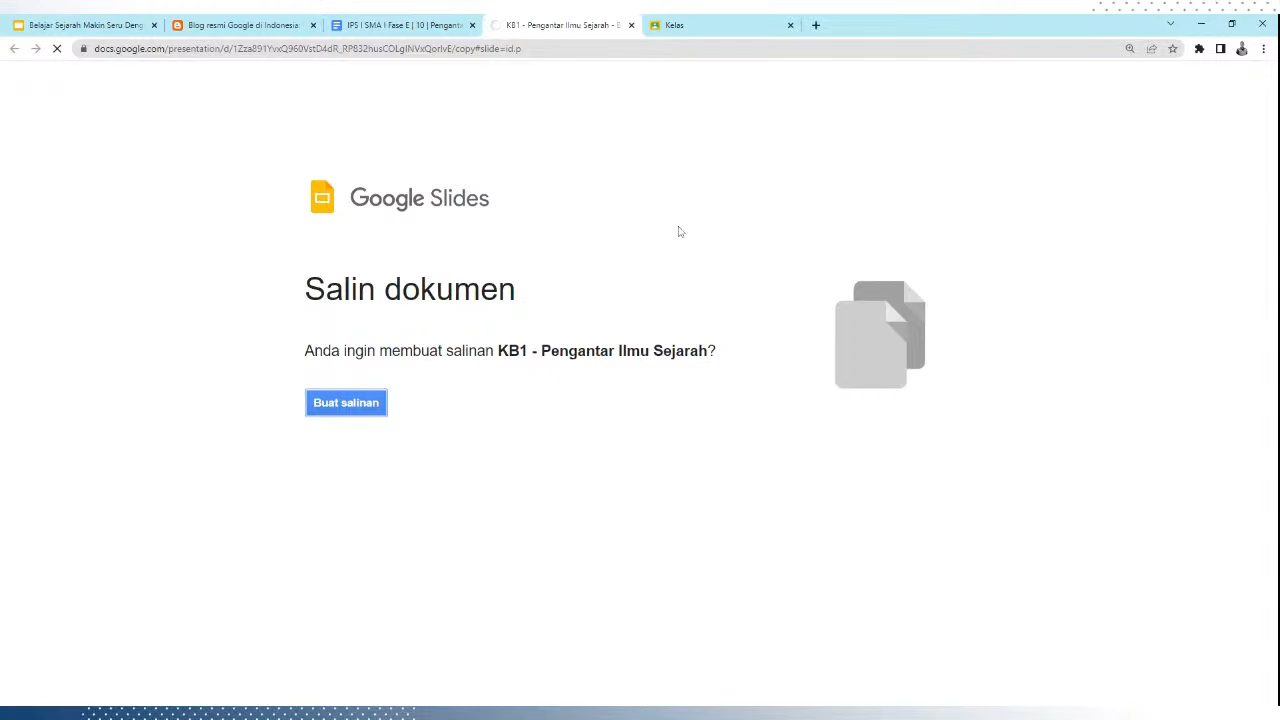 Belajar Sejarah Makin Seru Deng
Blog resmi Google di Indonesia
IPS | SMA | Fase E | 10 | Penganta
KB1 - Pengantar Ilmu Sejarah - B
Kelas
Google Slides
Salin dokumen
Anda ingin membuat salinan KB1 - Pengantar Ilmu Sejarah?
Buat salinan